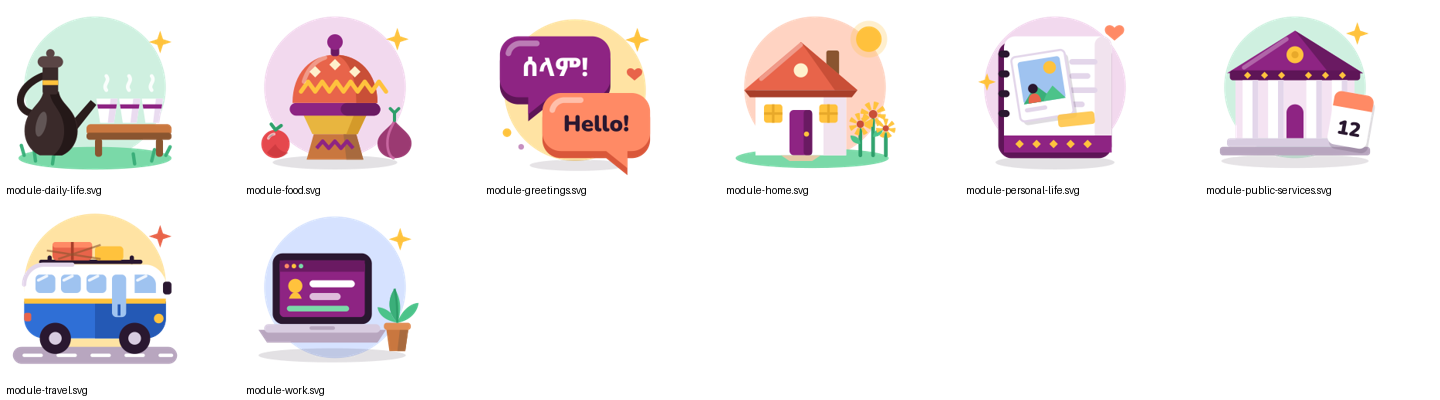 ሰላም!
Hello!
12
module-daily-life.svg
module-food.svg
module-greetings.svg
module-home.svg
module-personal-life.svg
module-public-services.svg
module-travel.svg
module-work.svg